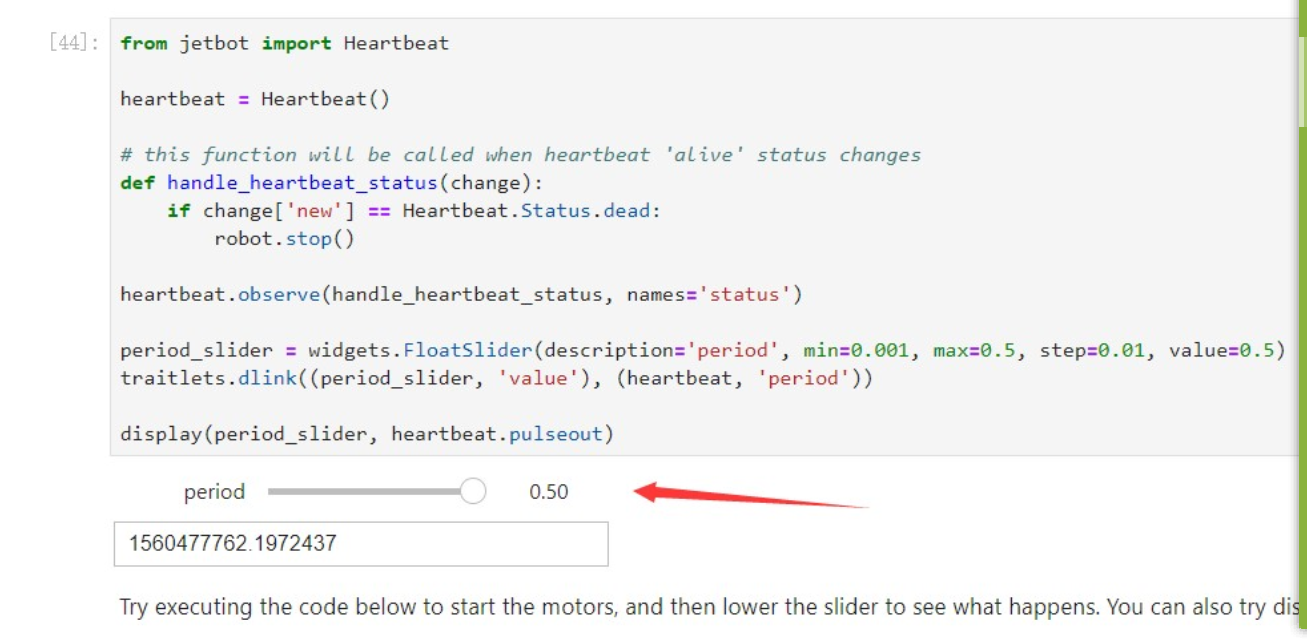 [44]: from jetbot import Heartbeat
heartbeat = Heartbeat()
# this function will be called when heartbeat 'alive' status changes
def handle_heartbeat_status(change):
    if change['new'] == Heartbeat.Status.dead:
        robot.stop()
heartbeat.observe(handle_heartbeat_status, names='status')
period_slider = widgets.FloatSlider(description='period', min=0.001, max=0.5, step=0.01, value=0.5)
traitlets.dlink((period_slider, 'value'), (heartbeat, 'period'))
display(period_slider, heartbeat.pulseout)
period 0.50
1560477762.1972437
Try executing the code below to start the motors, and then lower the slider to see what happens. You can also try dis